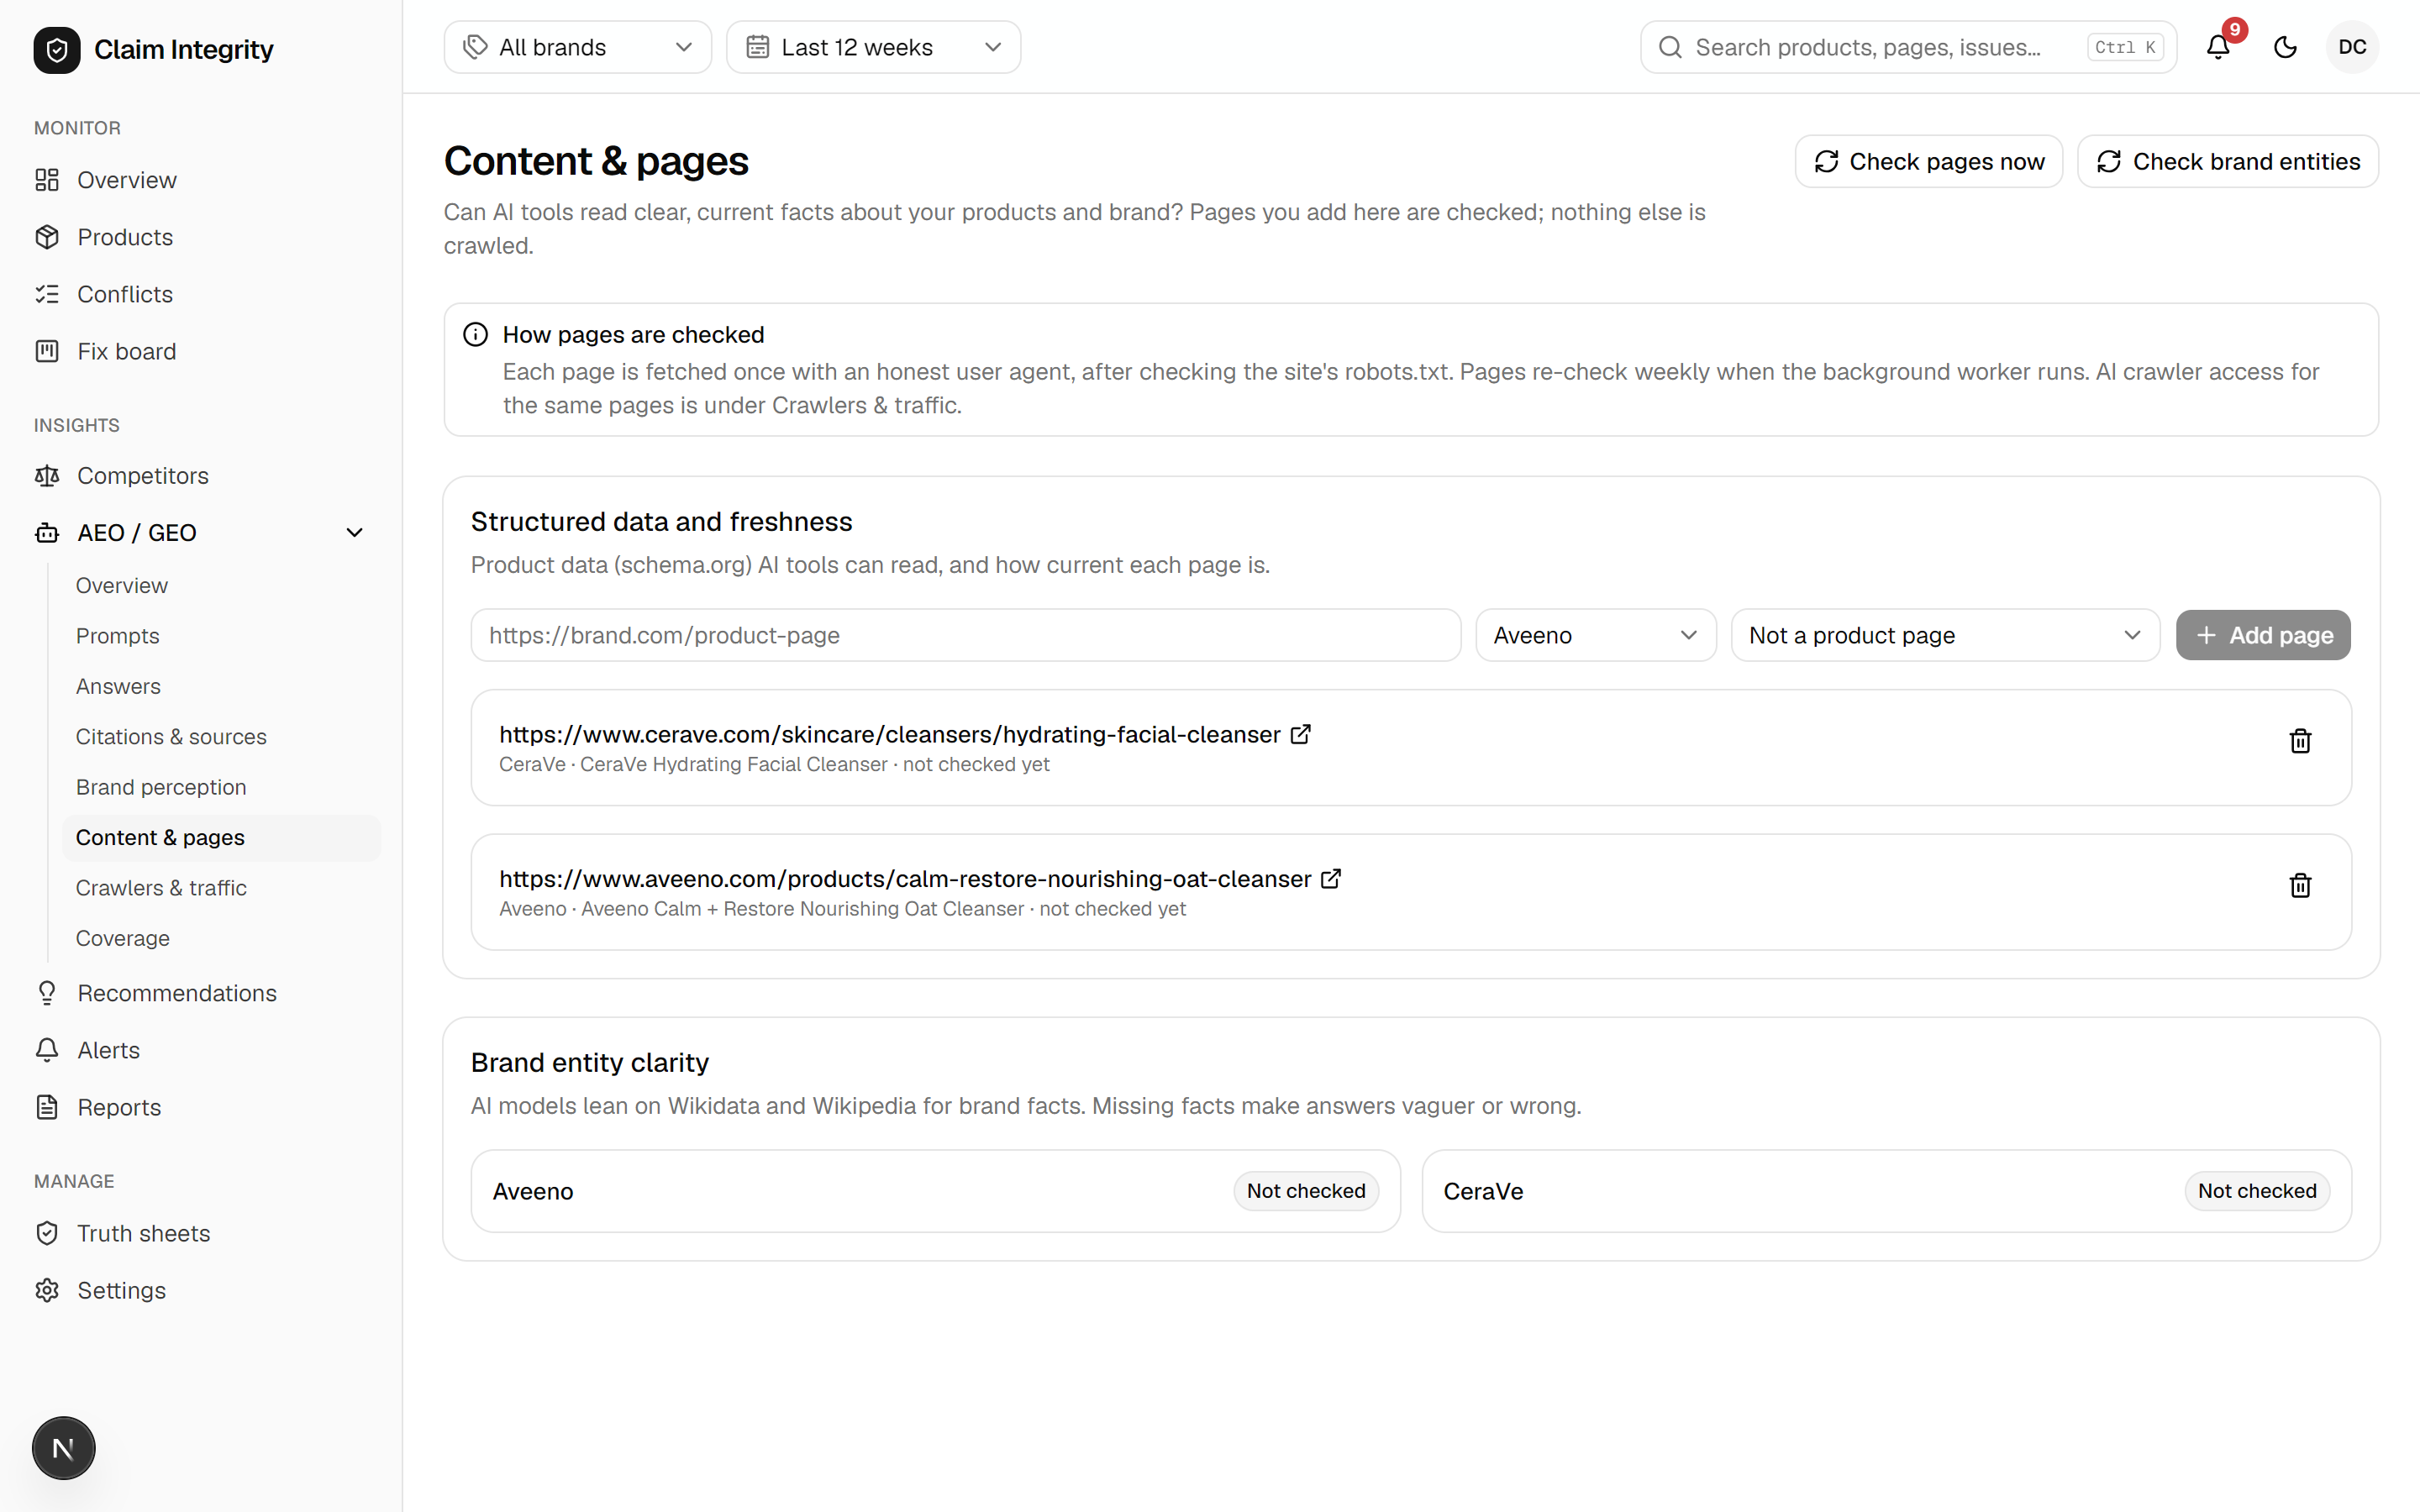 Claim Integrity
MONITOR
Overview
Products
Conflicts
Fix board
INSIGHTS
Competitors
AEO / GEO
Overview
Prompts
Answers
Citations & sources
Brand perception
Content & pages
Crawlers & traffic
Coverage
Recommendations
Alerts
Reports
MANAGE
Truth sheets
Settings
N
All brands
Last 12 weeks
Search products, pages, issues...
Ctrl K
9
DC
Content & pages
Check pages now
Check brand entities
Can AI tools read clear, current facts about your products and brand? Pages you add here are checked; nothing else is
crawled.
How pages are checked
Each page is fetched once with an honest user agent, after checking the site's robots.txt. Pages re-check weekly when the background worker runs. AI crawler access for
the same pages is under Crawlers & traffic.
Structured data and freshness
Product data (schema.org) AI tools can read, and how current each page is.
https://brand.com/product-page
Aveeno
Not a product page
Add page
https://www.cerave.com/skincare/cleansers/hydrating-facial-cleanser
CeraVe · CeraVe Hydrating Facial Cleanser · not checked yet
https://www.aveeno.com/products/calm-restore-nourishing-oat-cleanser
Aveeno · Aveeno Calm + Restore Nourishing Oat Cleanser · not checked yet
Brand entity clarity
AI models lean on Wikidata and Wikipedia for brand facts. Missing facts make answers vaguer or wrong.
Aveeno
Not checked
CeraVe
Not checked